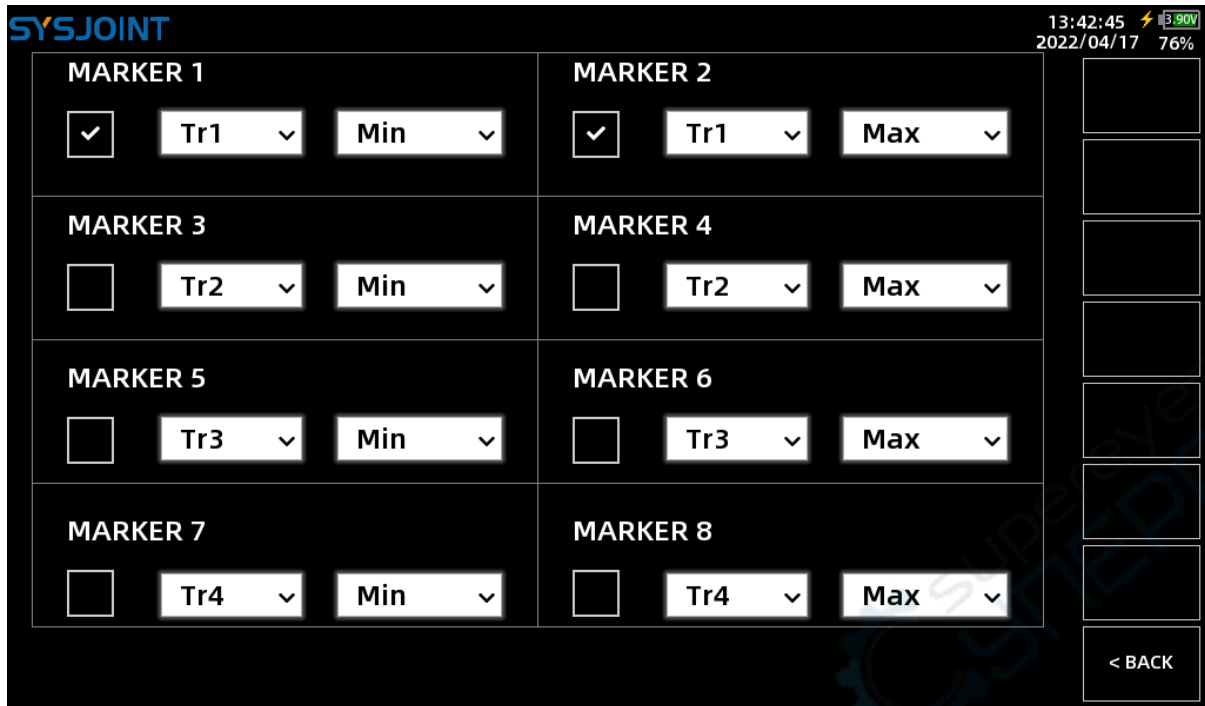 SYSJOINT
13:42:45 3.90V
2022/04/17 76%
MARKER 1 MARKER 2
Tr1 Min Tr1 Max
MARKER 3 MARKER 4
Tr2 Min Tr2 Max
MARKER 5 MARKER 6
Tr3 Min Tr3 Max
MARKER 7 MARKER 8
Tr4 Min Tr4 Max
< BACK
supereye